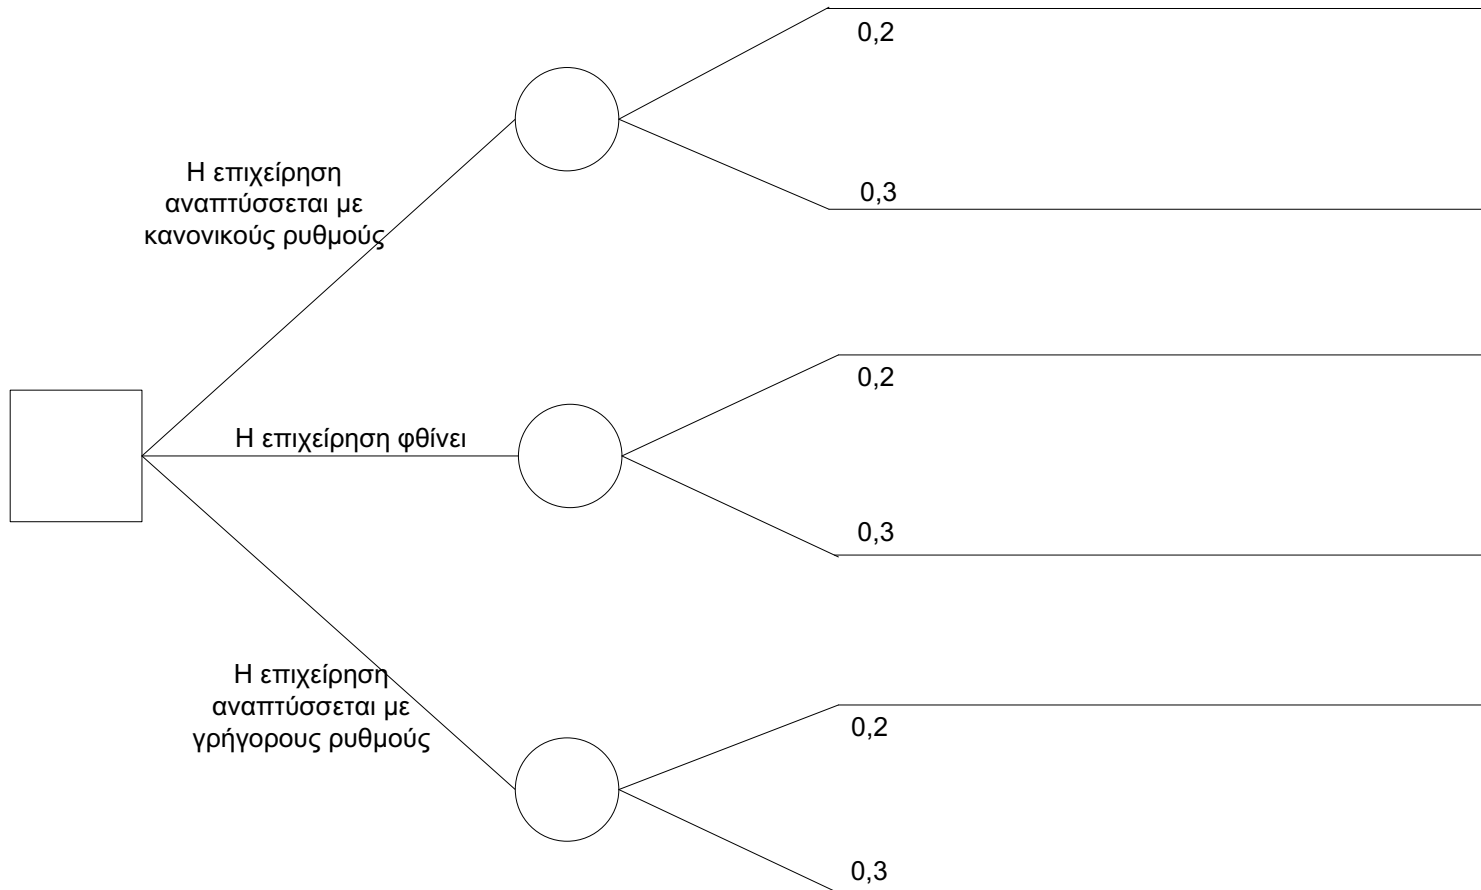 0,2
Η επιχείρηση
αναπτύσσεται με
κανονικούς ρυθμούς
0,3
0,2
Η επιχείρηση φθίνει
0,3
Η επιχείρηση
αναπτύσσεται με
γρήγορους ρυθμούς
0,2
0,3